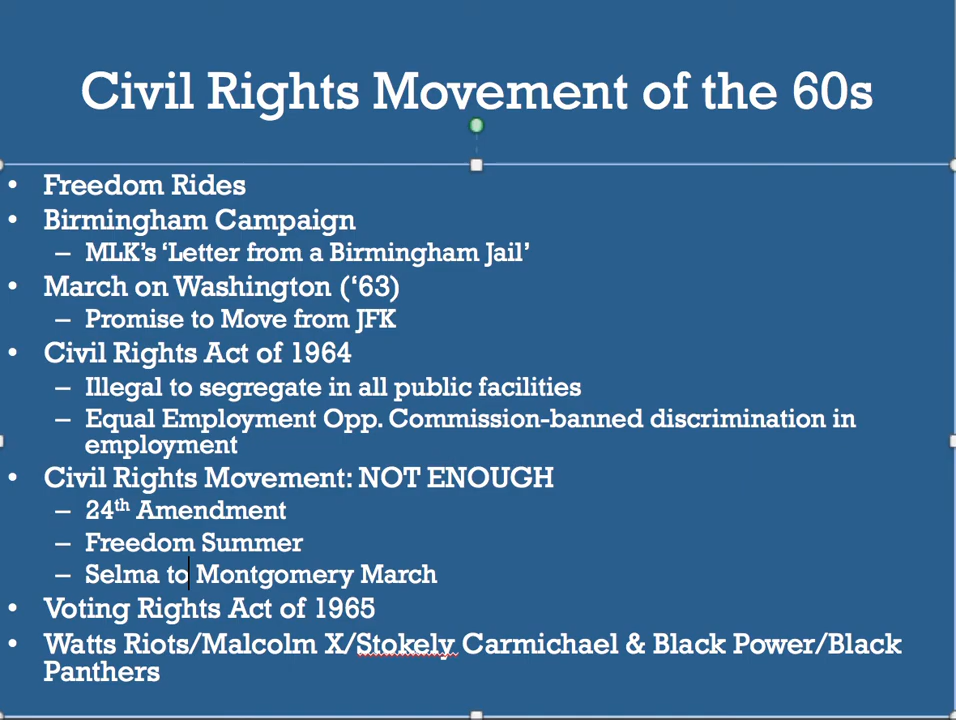 Civil Rights Movement of the 60s
• Freedom Rides
• Birmingham Campaign
– MLK’s ‘Letter from a Birmingham Jail’
• March on Washington (‘63)
– Promise to Move from JFK
• Civil Rights Act of 1964
– Illegal to segregate in all public facilities
– Equal Employment Opp. Commission-banned discrimination in
employment
• Civil Rights Movement: NOT ENOUGH
– 24th Amendment
– Freedom Summer
– Selma to Montgomery March
• Voting Rights Act of 1965
• Watts Riots/Malcolm X/Stokely Carmichael & Black Power/Black
Panthers